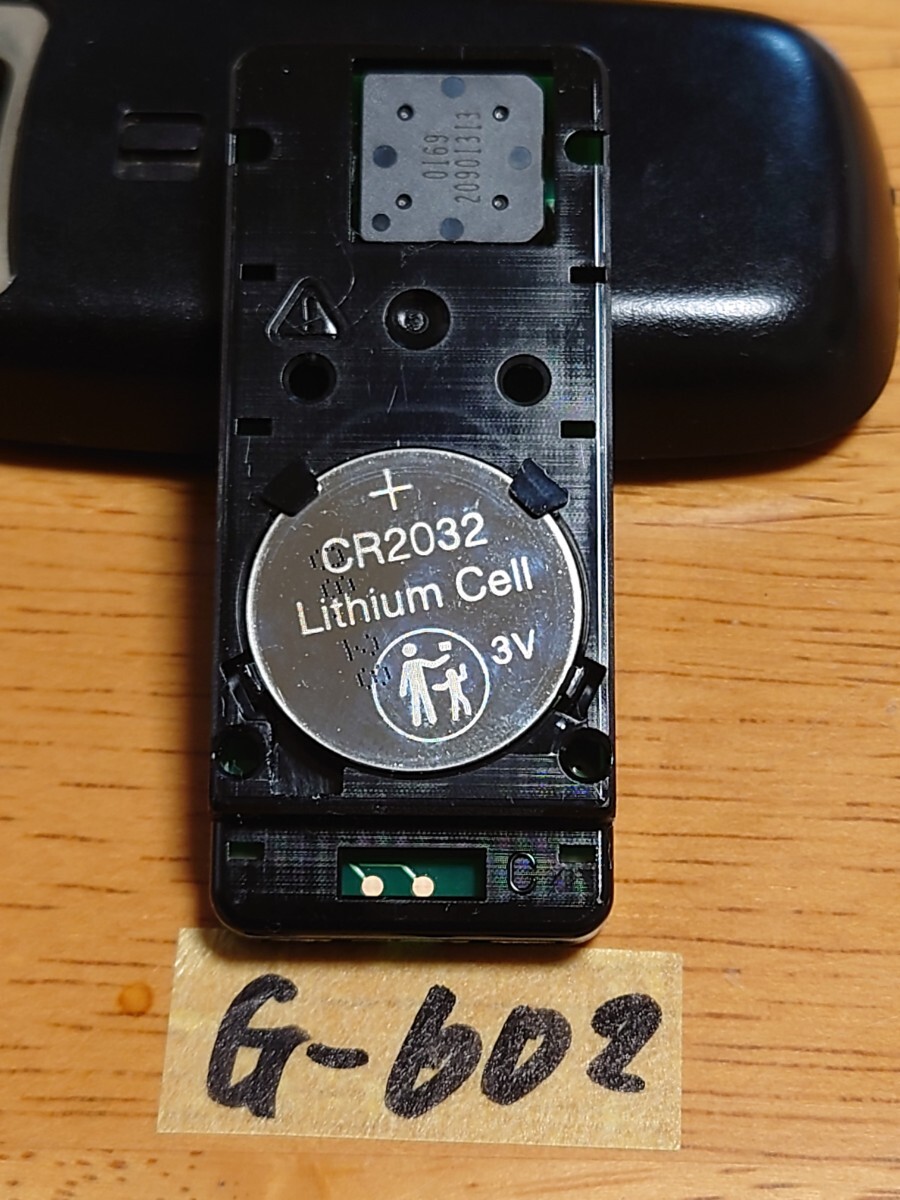 0169
20901313
+
CR2032
Lithium Cell
3V
C
G-602